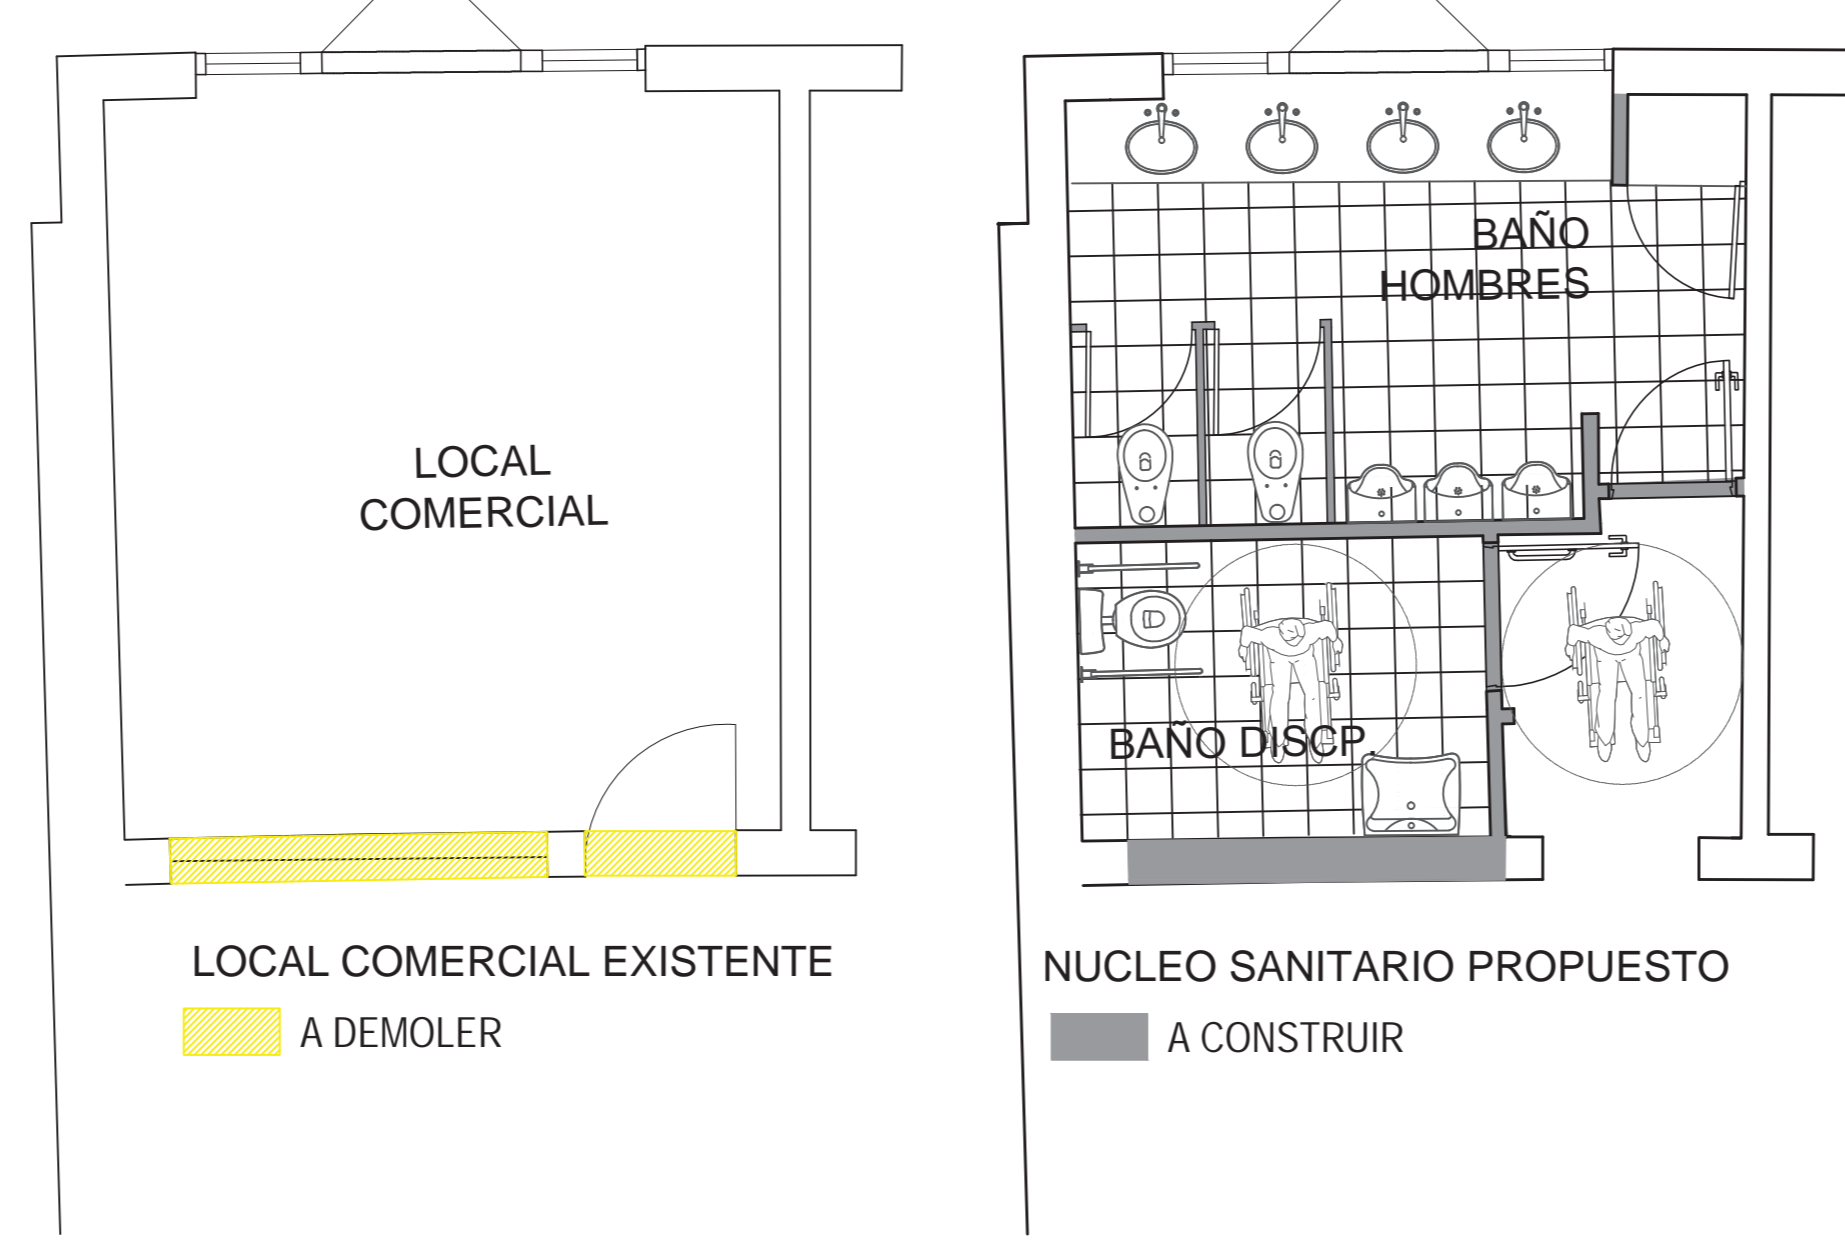 LOCAL
COMERCIAL
LOCAL COMERCIAL EXISTENTE
A DEMOLER
BAÑO
HOMBRES
BAÑO DISCP.
NUCLEO SANITARIO PROPUESTO
A CONSTRUIR